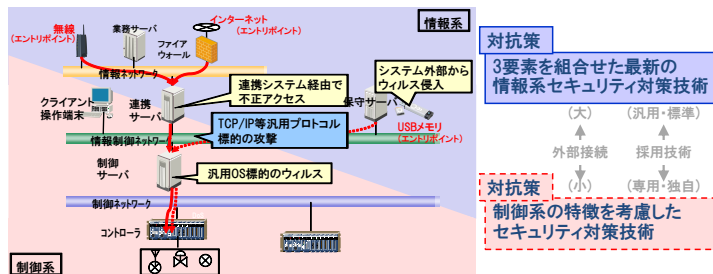 無線
(エントリポイント)
業務サーバ
ファイア
ウォール
インターネット
(エントリポイント)
情報系
情報ネットワーク
クライアント
操作端末
連携
サーバ
連携システム経由で
不正アクセス
システム外部から
ウィルス侵入
保守サーバ
USBメモリ
(エントリポイント)
TCP/IP等汎用プロトコル
標的の攻撃
情報制御ネットワーク
制御
サーバ
汎用OS標的のウィルス
制御ネットワーク
コントローラ
制御系
対抗策
3要素を組合せた最新の
情報系セキュリティ対策技術
(大)
(汎用・標準)
外部接続
採用技術
(小)
(専用・独自)
対抗策
制御系の特徴を考慮した
セキュリティ対策技術